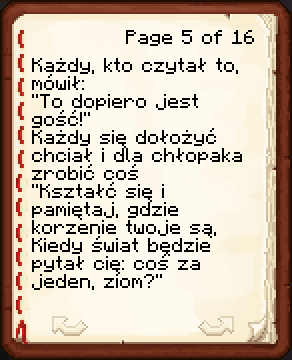 Page 5 of 16
Każdy, kto czytał to,
mówił:
"To dopiero jest
gość!"
Każdy się dołożyć
chciał i dla chłopaka
zrobić coś
"Kształć się i
pamiętaj, gdzie
korzenie twoje są,
Kiedy świat będzie
pytał cię: coś za
jeden, ziom?"